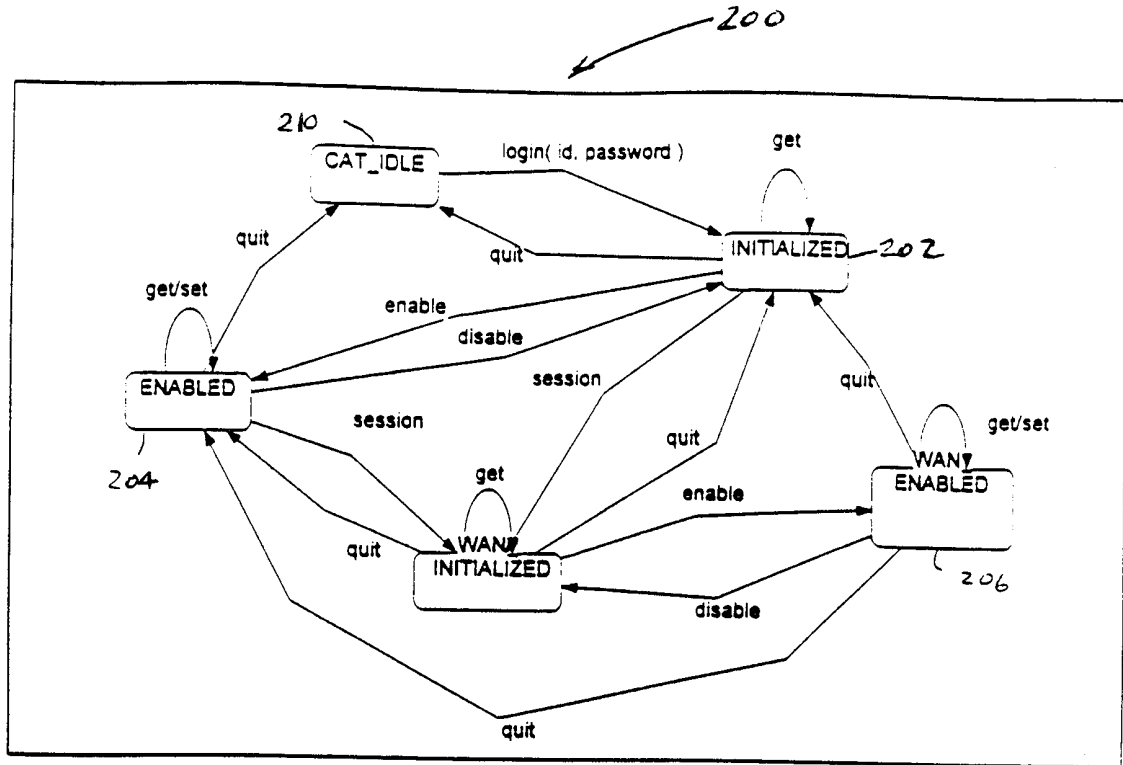 200
210
CAT_IDLE
login( id, password )
get
quit
quit
INITIALIZED
202
get/set
enable
disable
ENABLED
session
session
quit
get/set
204
get
quit
enable
WAN
ENABLED
quit
WAN
INITIALIZED
206
disable
quit